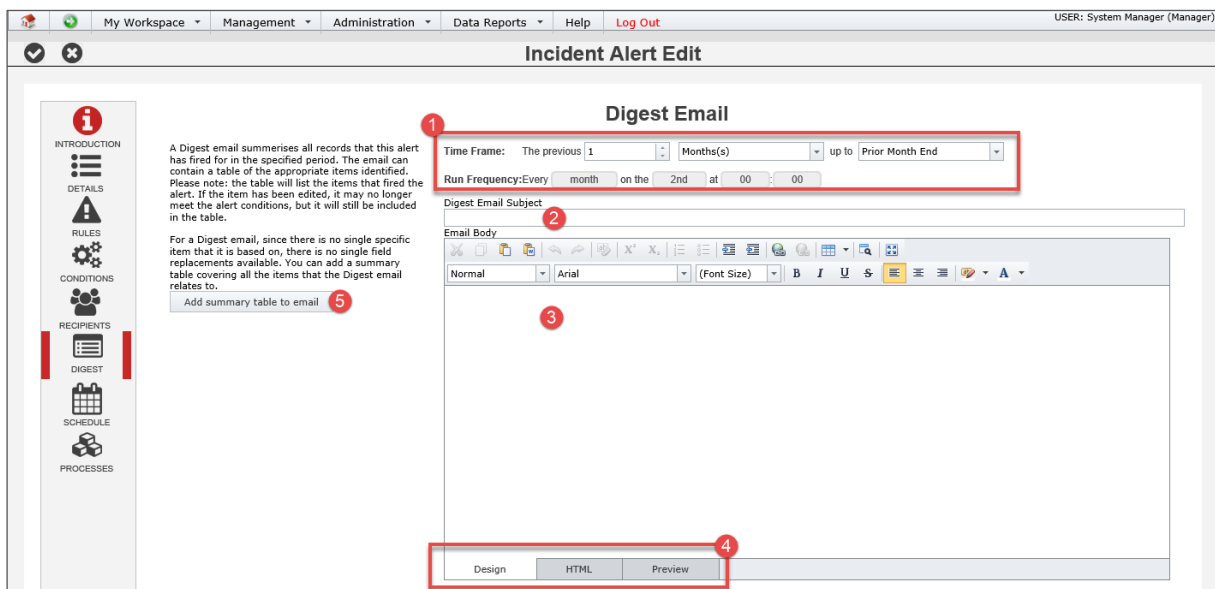 My Workspace Management Administration Data Reports Help Log Out USER: System Manager (Manager)
Incident Alert Edit
INTRODUCTION
DETAILS
RULES
CONDITIONS
RECIPIENTS
DIGEST
SCHEDULE
PROCESSES
A Digest email summerises all records that this alert
has fired for in the specified period. The email can
contain a table of the appropriate items identified.
Please note: the table will list the items that fired the
alert. If the item has been edited, it may no longer
meet the alert conditions, but it will still be included
in the table.
For a Digest email, since there is no single specific
item that it is based on, there is no single field
replacements available. You can add a summary
table covering all the items that the Digest email
relates to.
Add summary table to email 5
Digest Email
1
Time Frame: The previous 1 Months(s) up to Prior Month End
Run Frequency:Every month on the 2nd at 00 : 00
Digest Email Subject
2
Email Body
Normal Arial (Font Size) B I U S A
3
4
Design HTML Preview